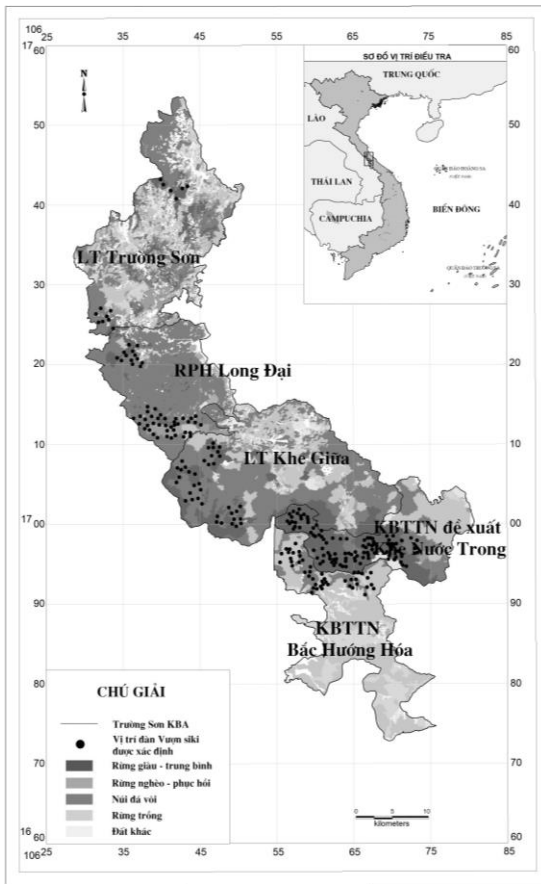 106
25 35 45 55 65 75 85
17 60
50
40
30
20
10
17 00
90
80
70
16 60
60
50
40
30
20
10
00
90
80
70
60
N
SƠ ĐỒ VỊ TRÍ ĐIỀU TRA
TRUNG QUỐC
LÀO
THÁI LAN
CAMPUCHIA
BIỂN ĐÔNG
LT Trường Sơn
RPH Long Đại
LT Khe Giữa
KBTTN đề xuất
Khe Nước Trong
KBTTN
Bắc Hướng Hóa
CHÚ GIẢI
Trường Sơn KBA
Vị trí đàn Vượn siki
được xác định
Rừng giàu - trung bình
Rừng nghèo - phục hồi
Núi đá vôi
Rừng trồng
Đất khác
0 5 10
kilometers
106
25 35 45 55 65 75 85